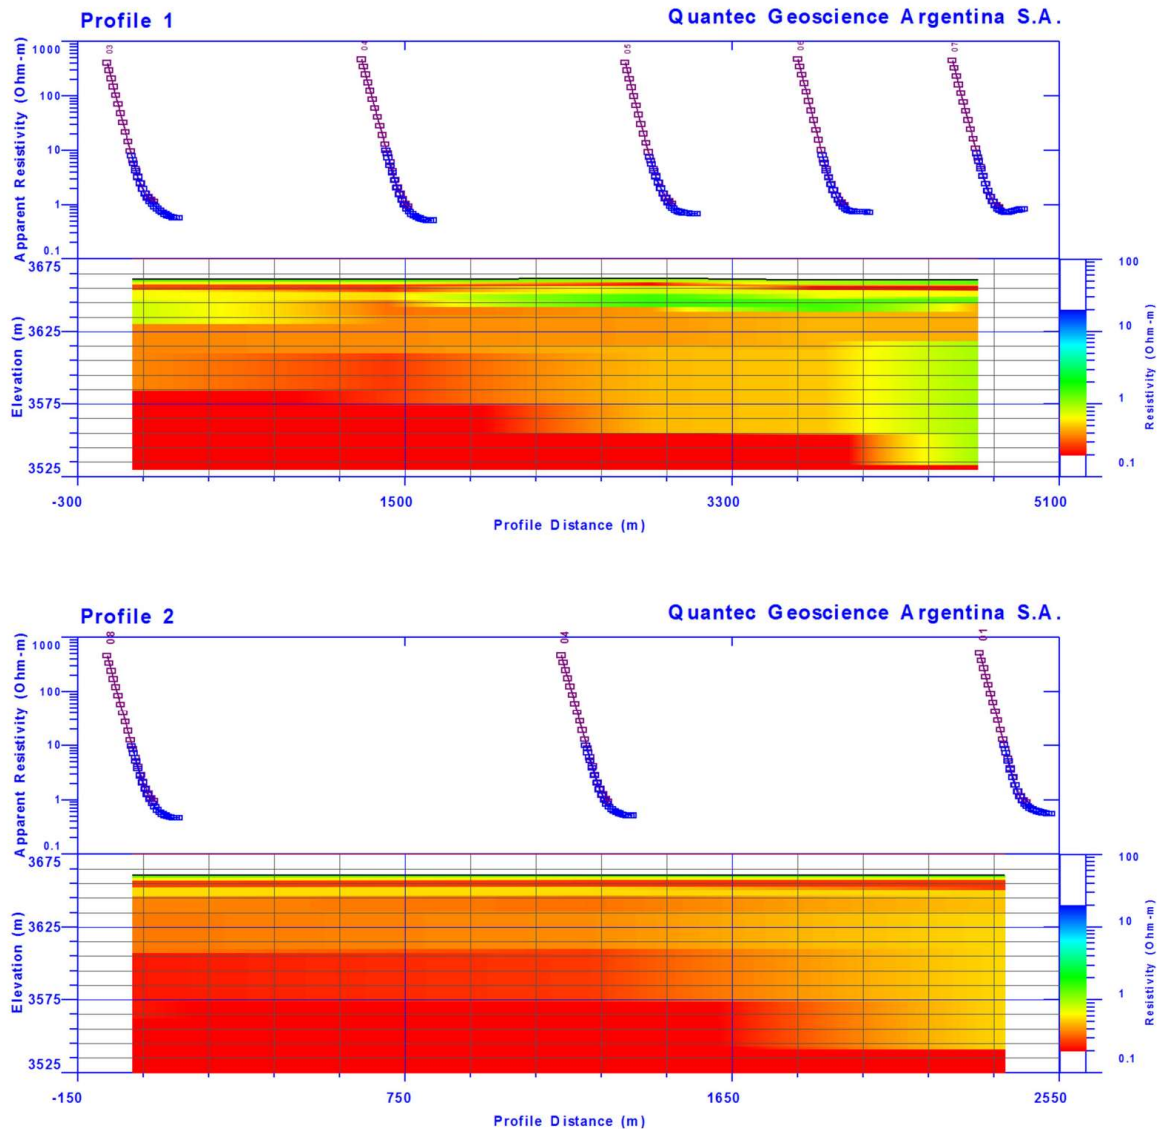 Profile 1 Quantec Geoscience Argentina S.A.
Apparent Resistivity (Ohm-m)
1000
100
10
1
0.1
03 04 05 06 07
Elevation (m)
3675
3625
3575
3525
100
10
1
0.1
Resistivity (Ohm-m)
-300 1500 3300 5100
Profile Distance (m)
Profile 2 Quantec Geoscience Argentina S.A.
Apparent Resistivity (Ohm-m)
1000
100
10
1
0.1
08 04 01
Elevation (m)
3675
3625
3575
3525
100
10
1
0.1
Resistivity (Ohm-m)
-150 750 1650 2550
Profile Distance (m)